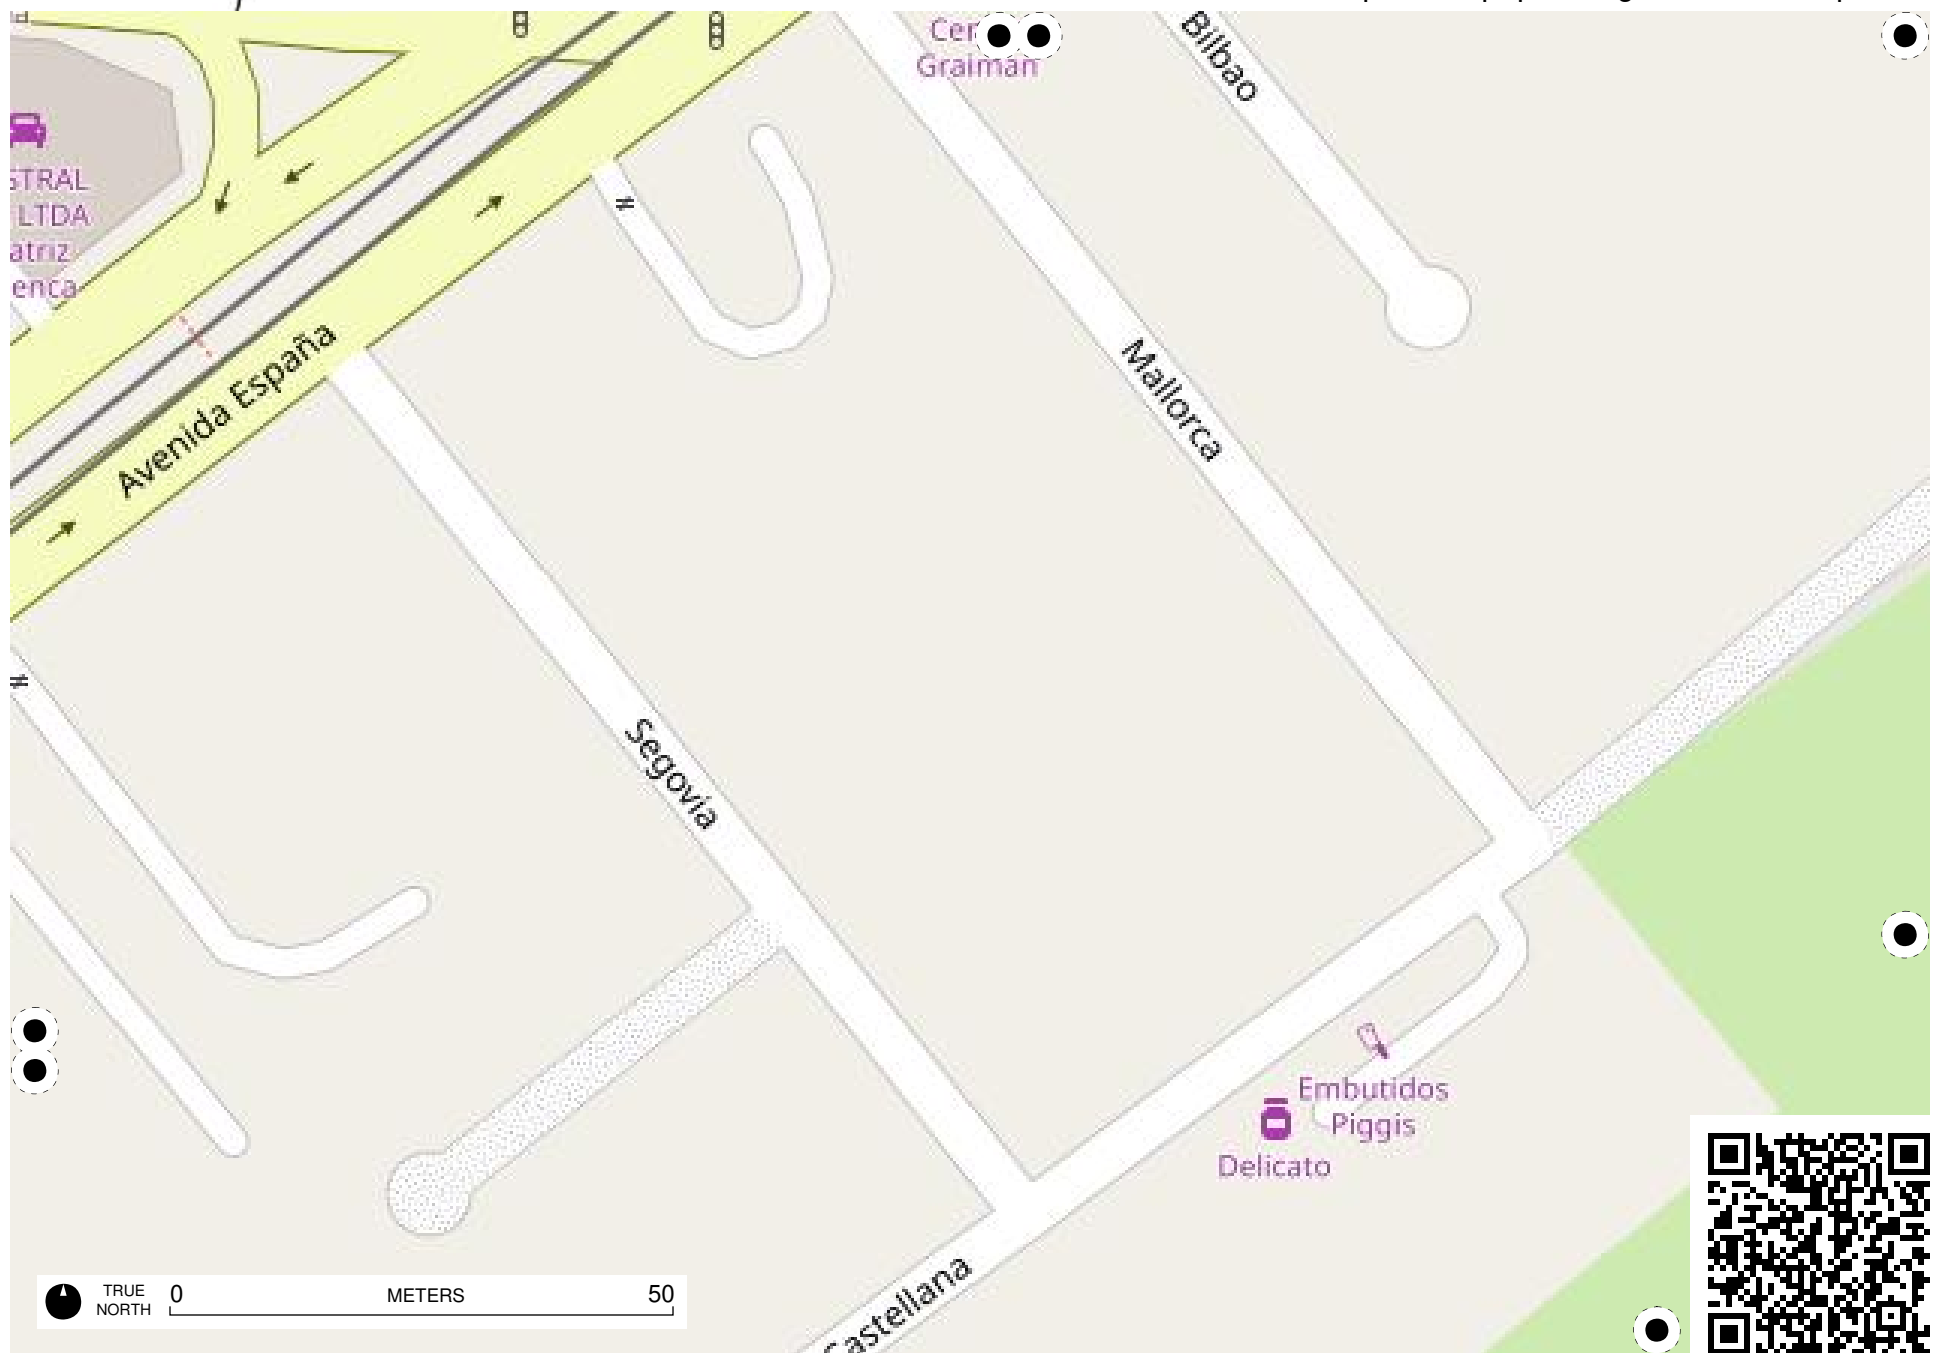 Graiman
Bilbao
STRAL
LTDA
atriz
enca
Avenida España
Mallorca
Segovia
Embutidos
Piggis
Delicato
Castellana
TRUE
NORTH
0
METERS
50